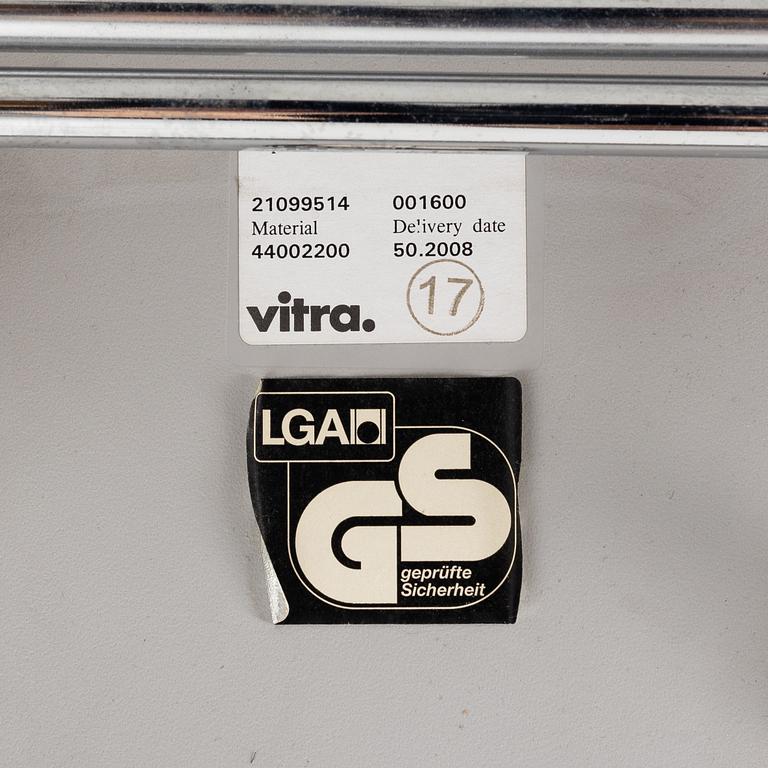 21099514 001600
Material Delivery date
44002200 50.2008
17
vitra.
LGA
GS
geprüfte
Sicherheit